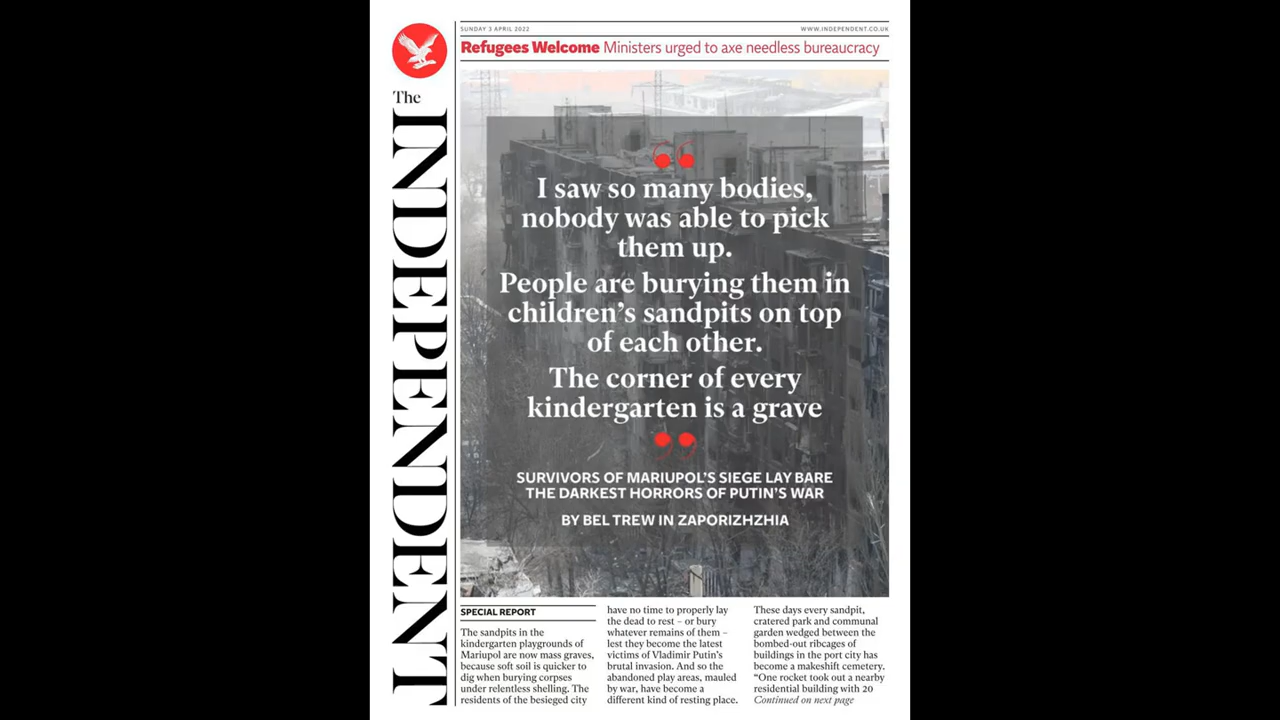 SUNDAY 3 APRIL 2022
WWW.INDEPENDENT.CO.UK
Refugees Welcome Ministers urged to axe needless bureaucracy
The
INDEPENDENT
“
I saw so many bodies,
nobody was able to pick
them up.
People are burying them in
children’s sandpits on top
of each other.
The corner of every
kindergarten is a grave
”
SURVIVORS OF MARIUPOL’S SIEGE LAY BARE
THE DARKEST HORRORS OF PUTIN’S WAR
BY BEL TREW IN ZAPORIZHZHIA
SPECIAL REPORT
The sandpits in the
kindergarten playgrounds of
Mariupol are now mass graves,
because soft soil is quicker to
dig when burying corpses
under relentless shelling. The
residents of the besieged city
have no time to properly lay
the dead to rest – or bury
whatever remains of them –
lest they become the latest
victims of Vladimir Putin’s
brutal invasion. And so the
abandoned play areas, mauled
by war, have become a
different kind of resting place.
These days every sandpit,
cratered park and communal
garden wedged between the
bombed-out ribcages of
buildings in the port city has
become a makeshift cemetery.
“One rocket took out a nearby
residential building with 20
Continued on next page